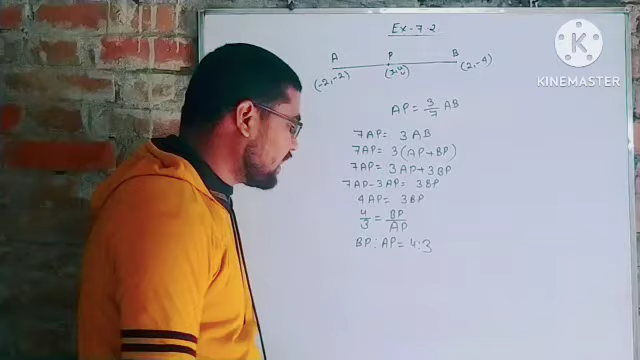 Ex-7.2
A P B
(-2,-2) (x,y) (2,-4)
AP = 3/7 AB
7AP = 3AB
7AP = 3(AP+BP)
7AP = 3AP+3BP
7AP-3AP = 3BP
4AP = 3BP
4/3 = BP/AP
BP:AP = 4:3
KINEMASTER